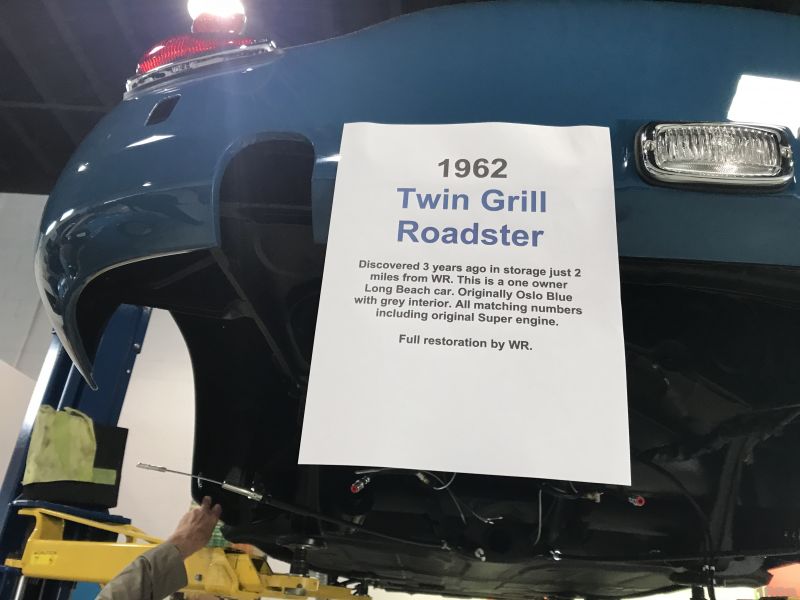 1962
Twin Grill
Roadster
Discovered 3 years ago in storage just 2
miles from WR. This is a one owner
Long Beach car. Originally Oslo Blue
with grey interior. All matching numbers
including original Super engine.
Full restoration by WR.
CAUTION